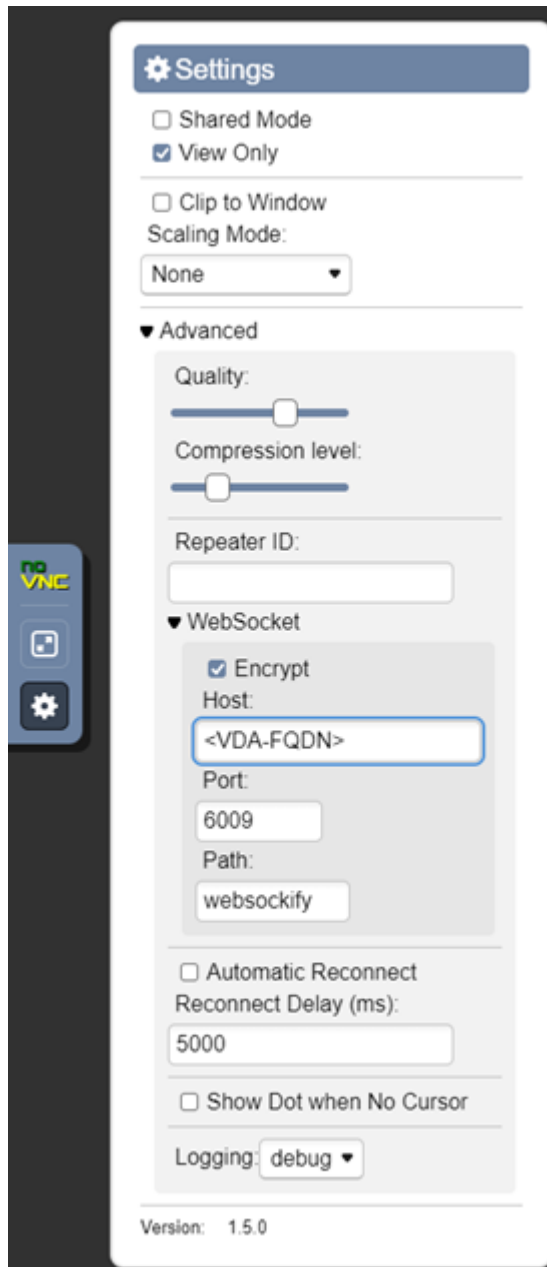 Settings
Shared Mode
View Only
Clip to Window
Scaling Mode:
None
Advanced
Quality:
Compression level:
Repeater ID:
no
VNC
WebSocket
Encrypt
Host:
<VDA-FQDN>
Port:
6009
Path:
websockify
Automatic Reconnect
Reconnect Delay (ms):
5000
Show Dot when No Cursor
Logging: debug
Version: 1.5.0